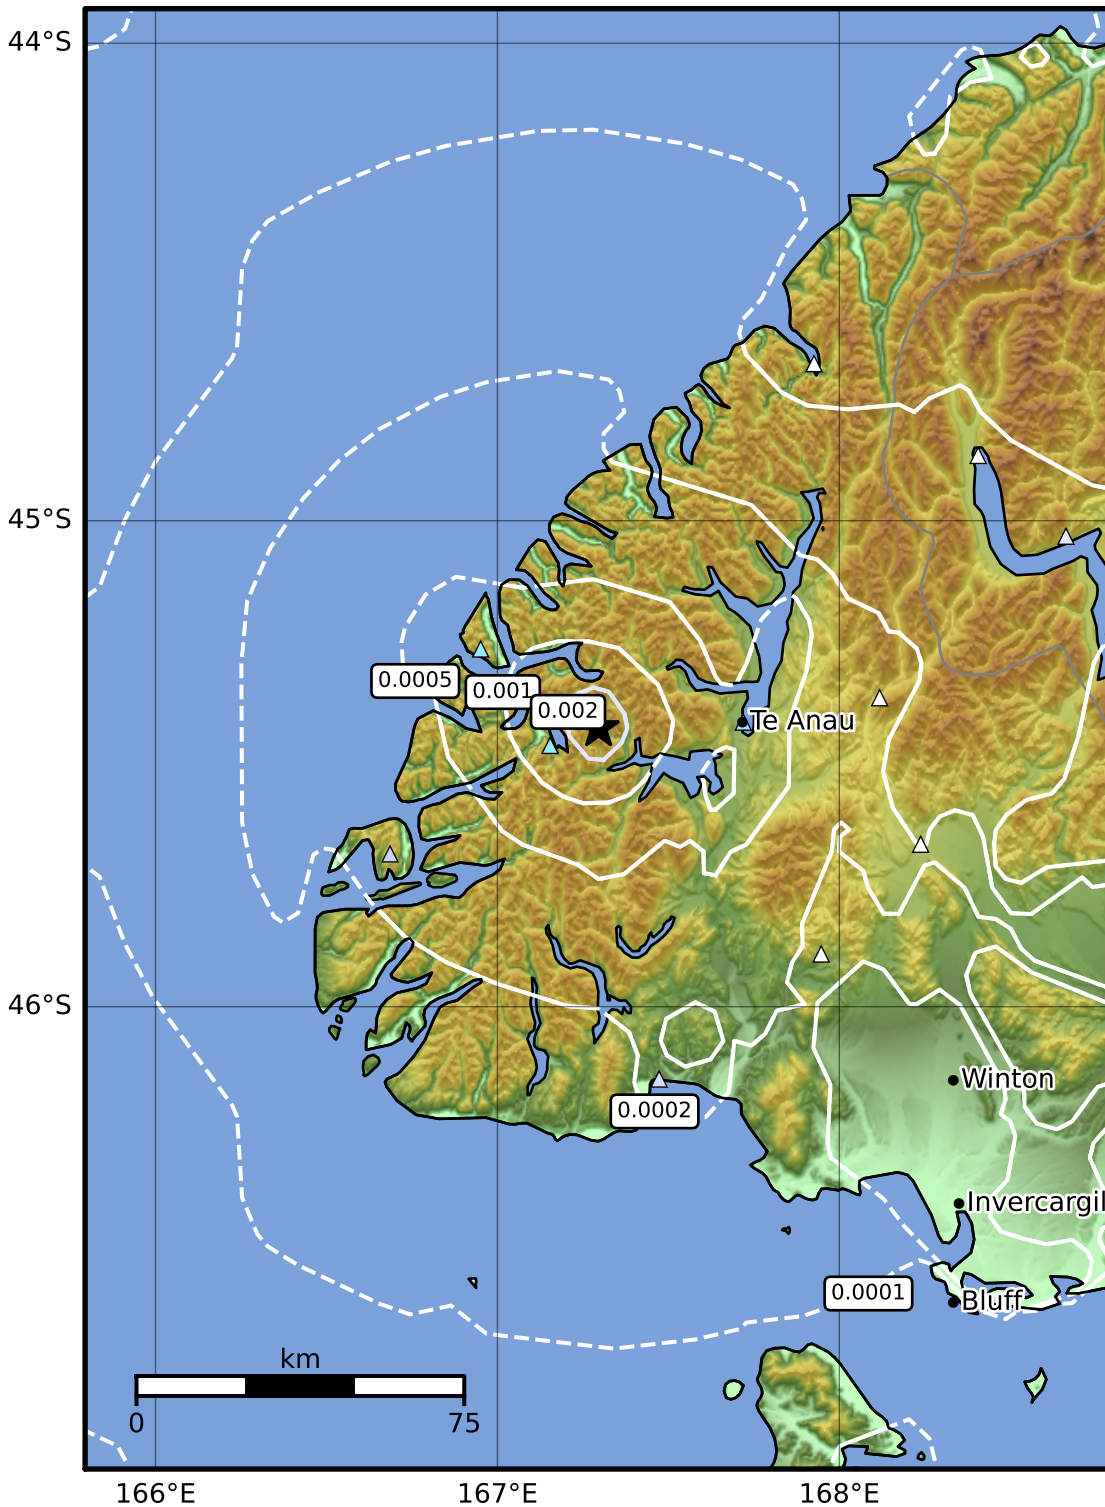 44°S
45°S
0.0005
0.001
0.002
Te Anau
46°S
Winton
0.0002
Invercargil
0.0001
Bluff
km
0
75
166°E
167°E
168°E